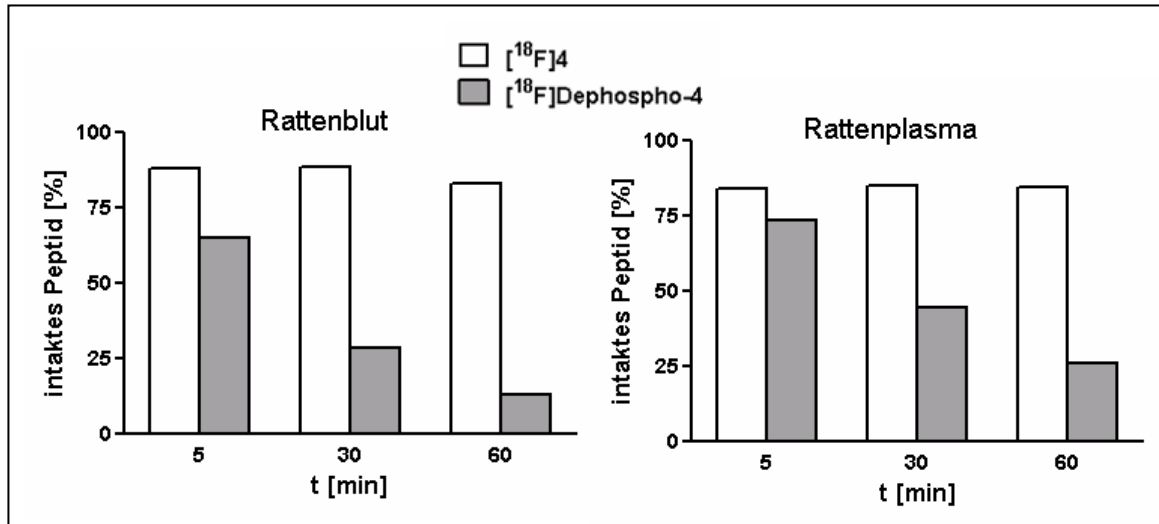 [¹⁸F]4
[¹⁸F]Dephospho-4
Rattenblut
intaktes Peptid [%]
100
75
50
25
0
5 30 60
t [min]
Rattenplasma
intaktes Peptid [%]
100
75
50
25
0
5 30 60
t [min]